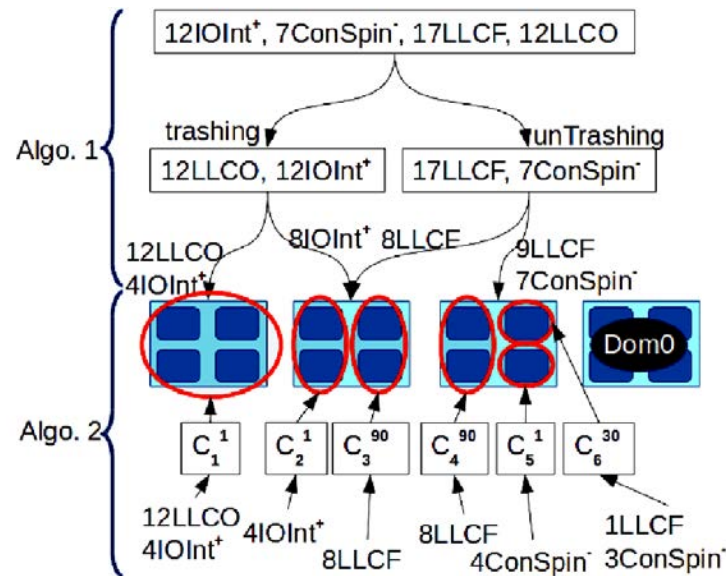 12IOInt⁺, 7ConSpin⁻, 17LLCF, 12LLCO
Algo. 1
trashing
unTrashing
12LLCO, 12IOInt⁺
17LLCF, 7ConSpin⁻
12LLCO
4IOInt⁺
8IOInt⁺ 8LLCF
9LLCF
7ConSpin⁻
Dom0
Algo. 2
C₁¹
C₂¹
C₃⁹⁰
C₄⁹⁰
C₅¹
C₆³⁰
12LLCO
4IOInt⁺
4IOInt⁺
8LLCF
8LLCF
4ConSpin⁻
1LLCF
3ConSpin⁻